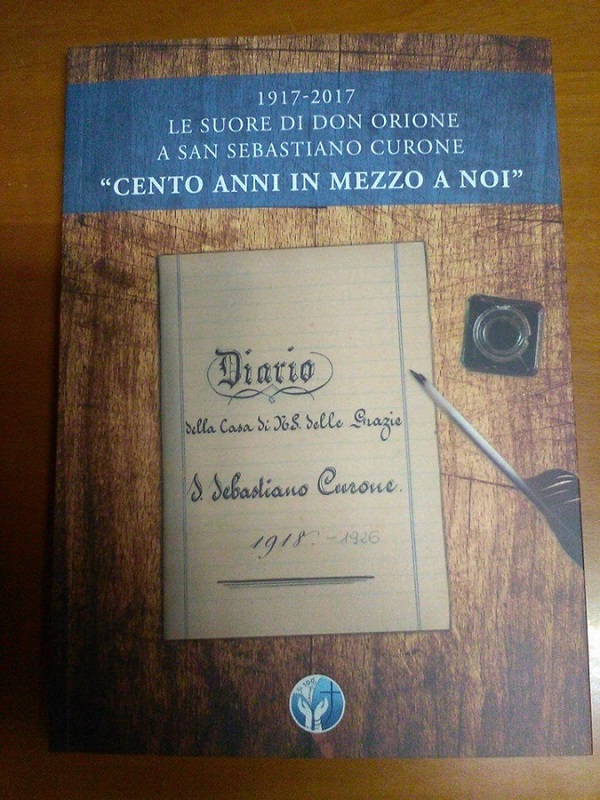 1917-2017
LE SUORE DI DON ORIONE
A SAN SEBASTIANO CURONE
“CENTO ANNI IN MEZZO A NOI”
Diario
della Casa di N.S. delle Grazie
S. Sebastiano Curone.
1918 - 1926
100